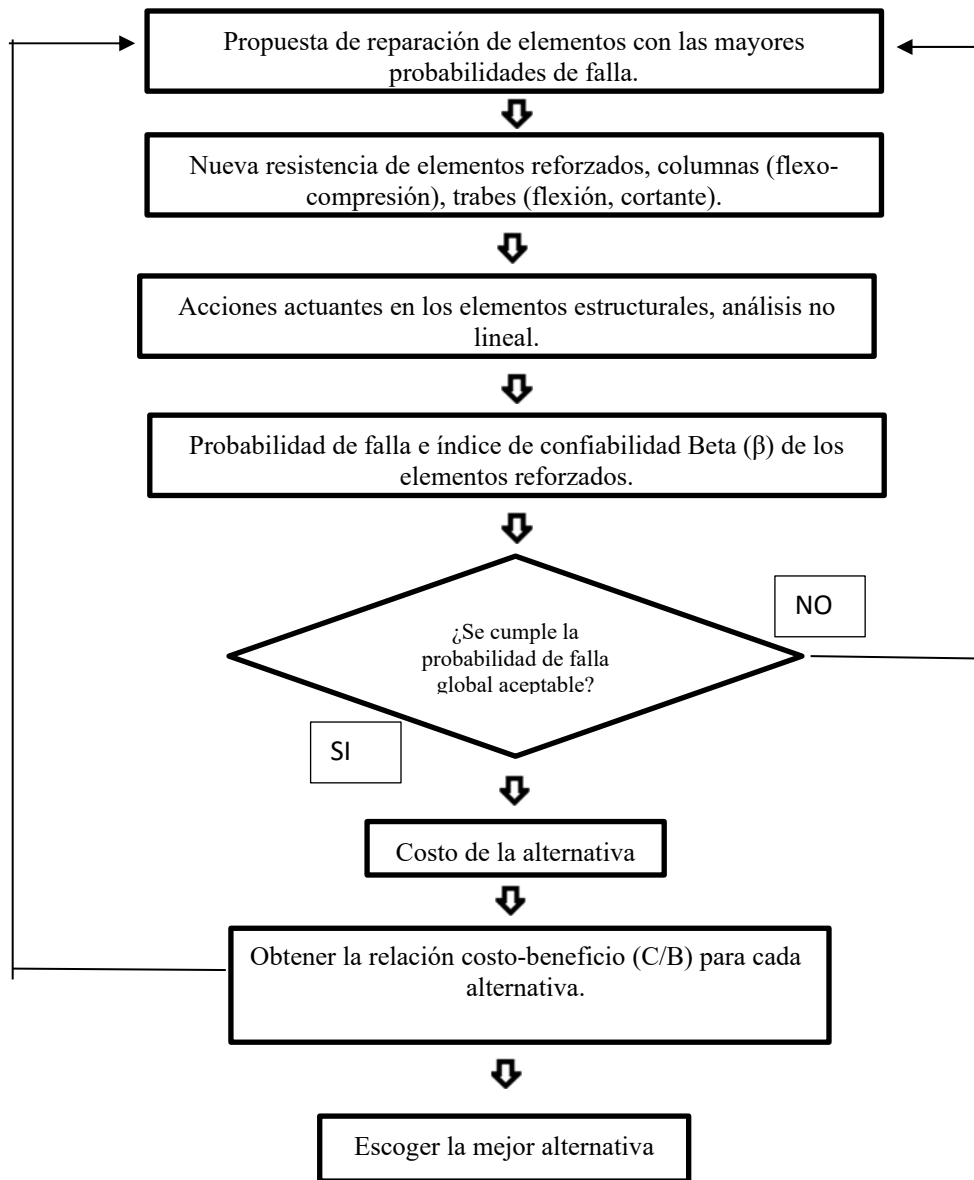 Propuesta de reparación de elementos con las mayores
probabilidades de falla.
Nueva resistencia de elementos reforzados, columnas (flexo-
compresión), trabes (flexión, cortante).
Acciones actuantes en los elementos estructurales, análisis no
lineal.
Probabilidad de falla e índice de confiabilidad Beta (β) de los
elementos reforzados.
¿Se cumple la
probabilidad de falla
global aceptable?
NO
SI
Costo de la alternativa
Obtener la relación costo-beneficio (C/B) para cada
alternativa.
Escoger la mejor alternativa